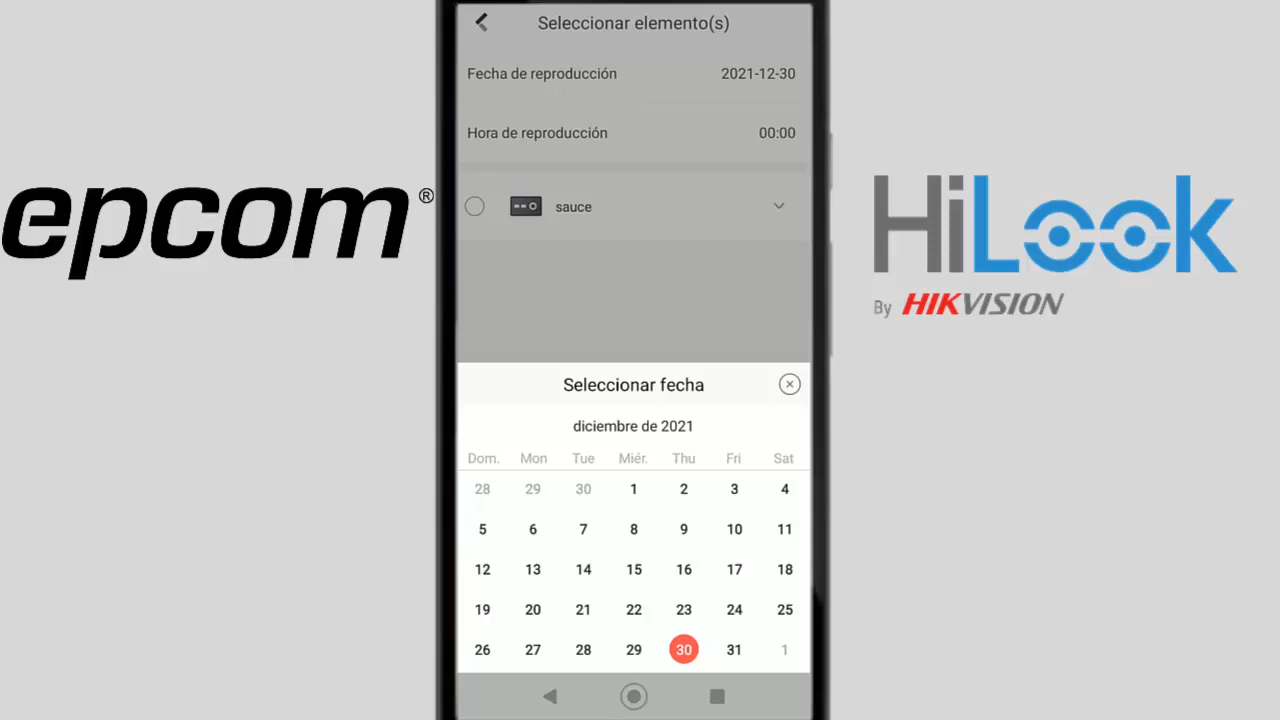 Seleccionar elemento(s)
Fecha de reproducción 2021-12-30
Hora de reproducción 00:00
sauce
epcom®
HiLook
By HIKVISION
Seleccionar fecha
diciembre de 2021
Dom. Mon Tue Miér. Thu Fri Sat
28 29 30 1 2 3 4
5 6 7 8 9 10 11
12 13 14 15 16 17 18
19 20 21 22 23 24 25
26 27 28 29 30 31 1